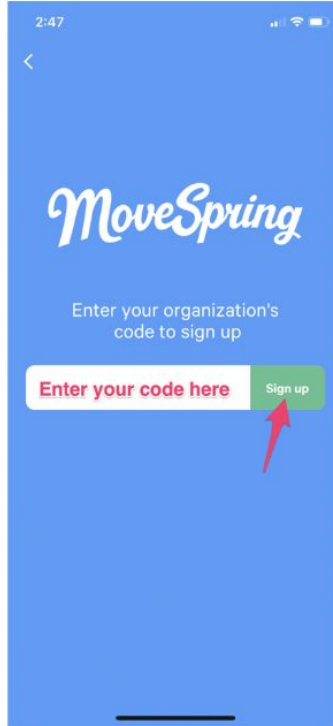 2:47
MoveSpring
Enter your organization's
code to sign up
Enter your code here Sign up